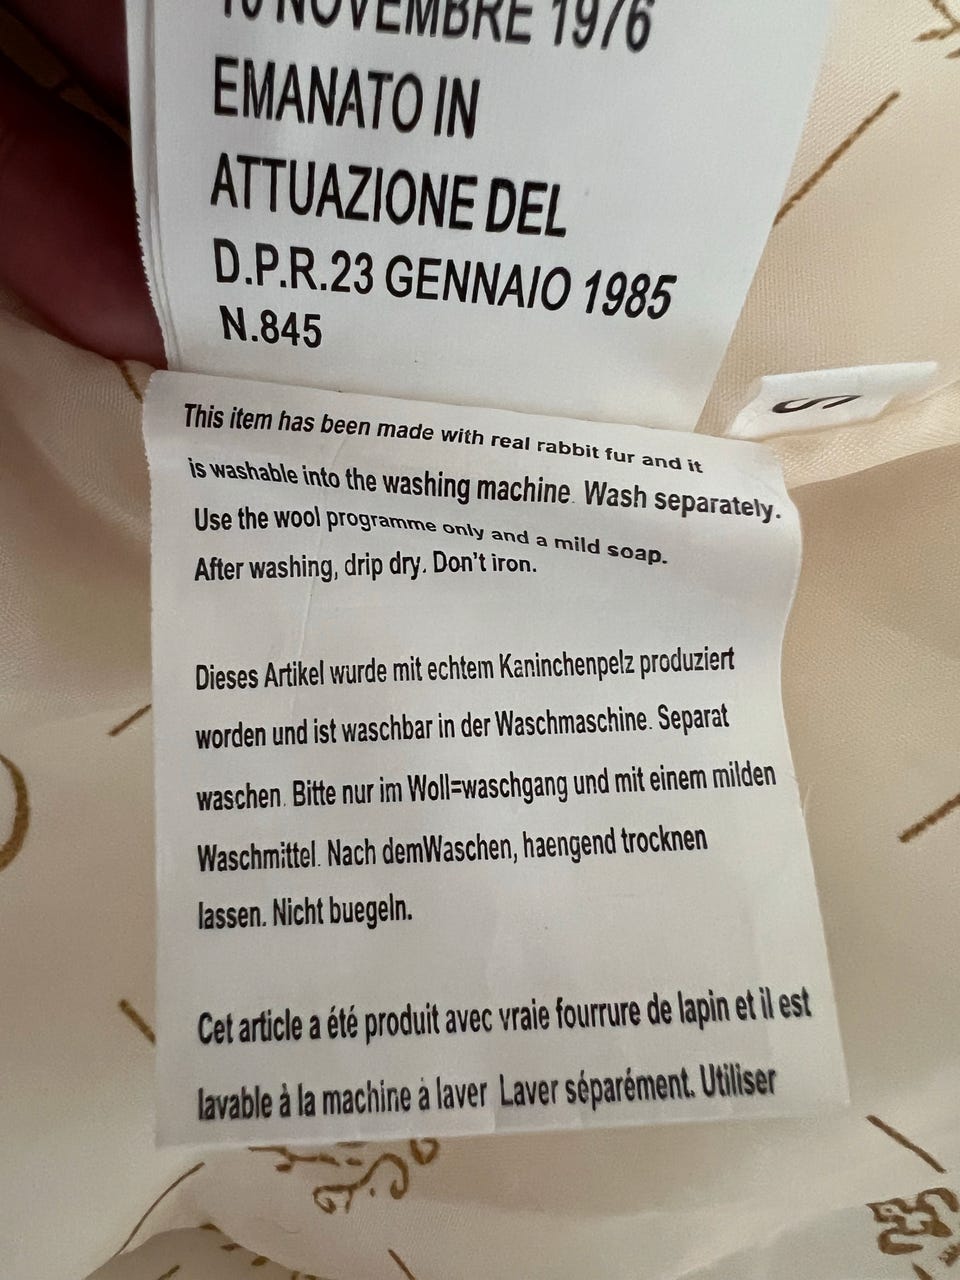 NOVEMBRE 1976
EMANATO IN
ATTUAZIONE DEL
D.P.R.23 GENNAIO 1985
N.845
S
This item has been made with real rabbit fur and it
is washable into the washing machine. Wash separately.
Use the wool programme only and a mild soap.
After washing, drip dry. Don't iron.
Dieses Artikel wurde mit echtem Kaninchenpelz produziert
worden und ist waschbar in der Waschmaschine. Separat
waschen. Bitte nur im Woll=waschgang und mit einem milden
Waschmittel. Nach demWaschen, haengend trocknen
lassen. Nicht buegeln.
Cet article a été produit avec vraie fourrure de lapin et il est
lavable à la machine à laver Laver séparément. Utiliser